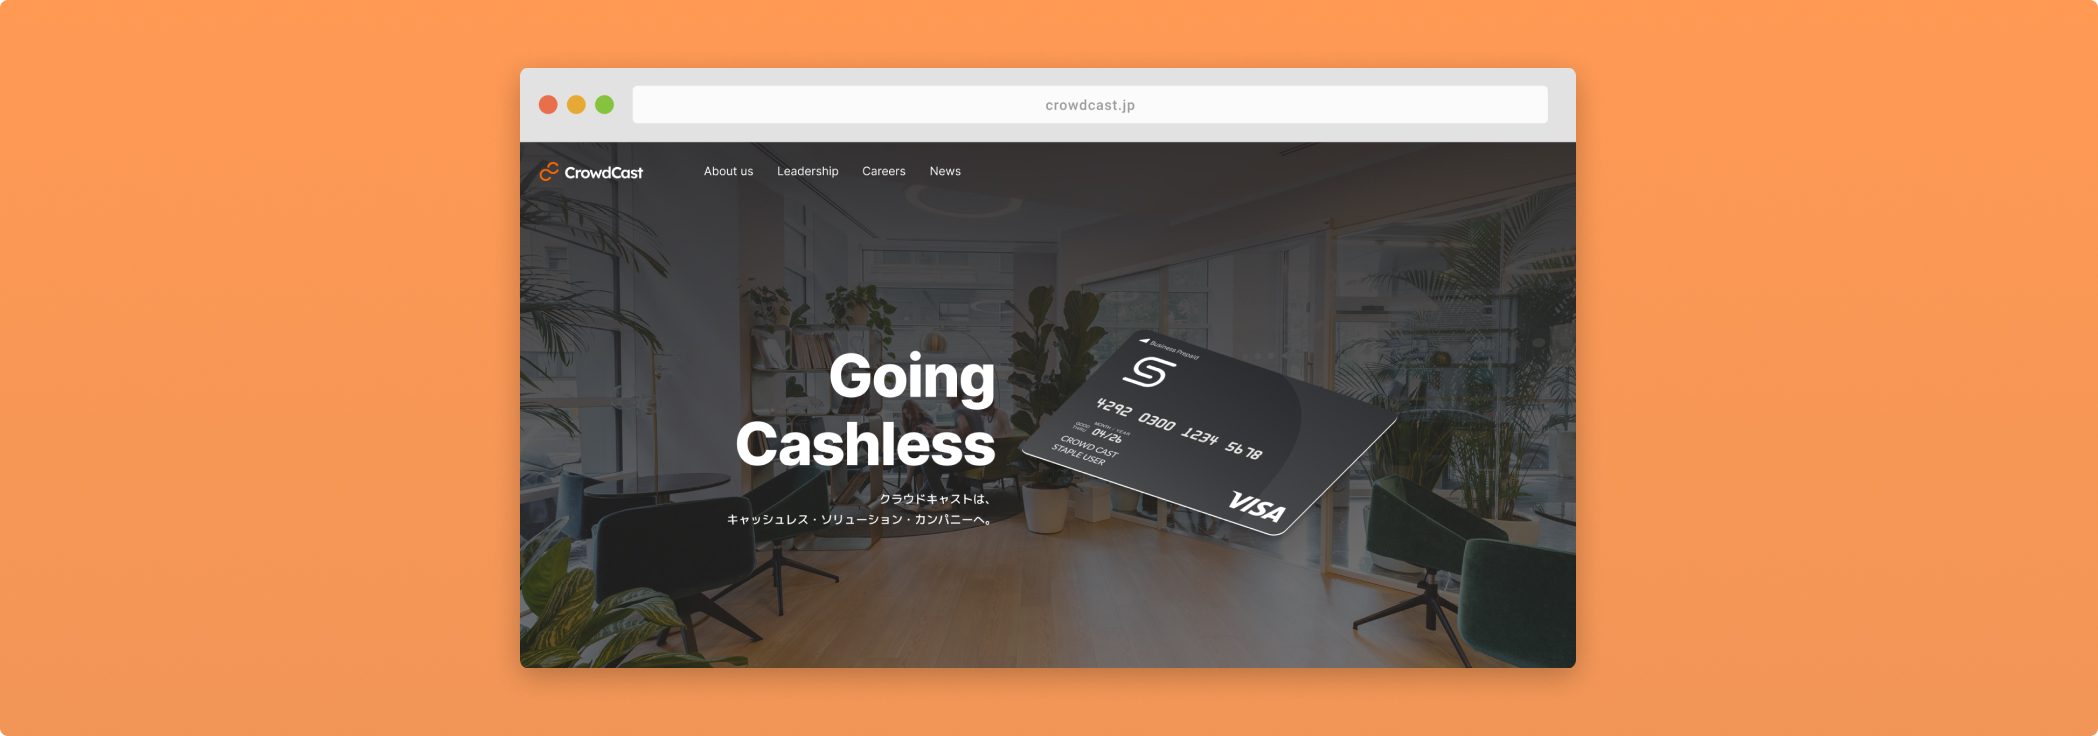 crowdcast.jp
CrowdCast
About us Leadership Careers News
Going
Cashless
クラウドキャストは、
キャッシュレス・ソリューション・カンパニーへ。
Business Prepaid
4292 0300 1234 5678
MONTH / YEAR
GOOD
THRU 04/26
CROWD CAST
STAPLE USER
VISA